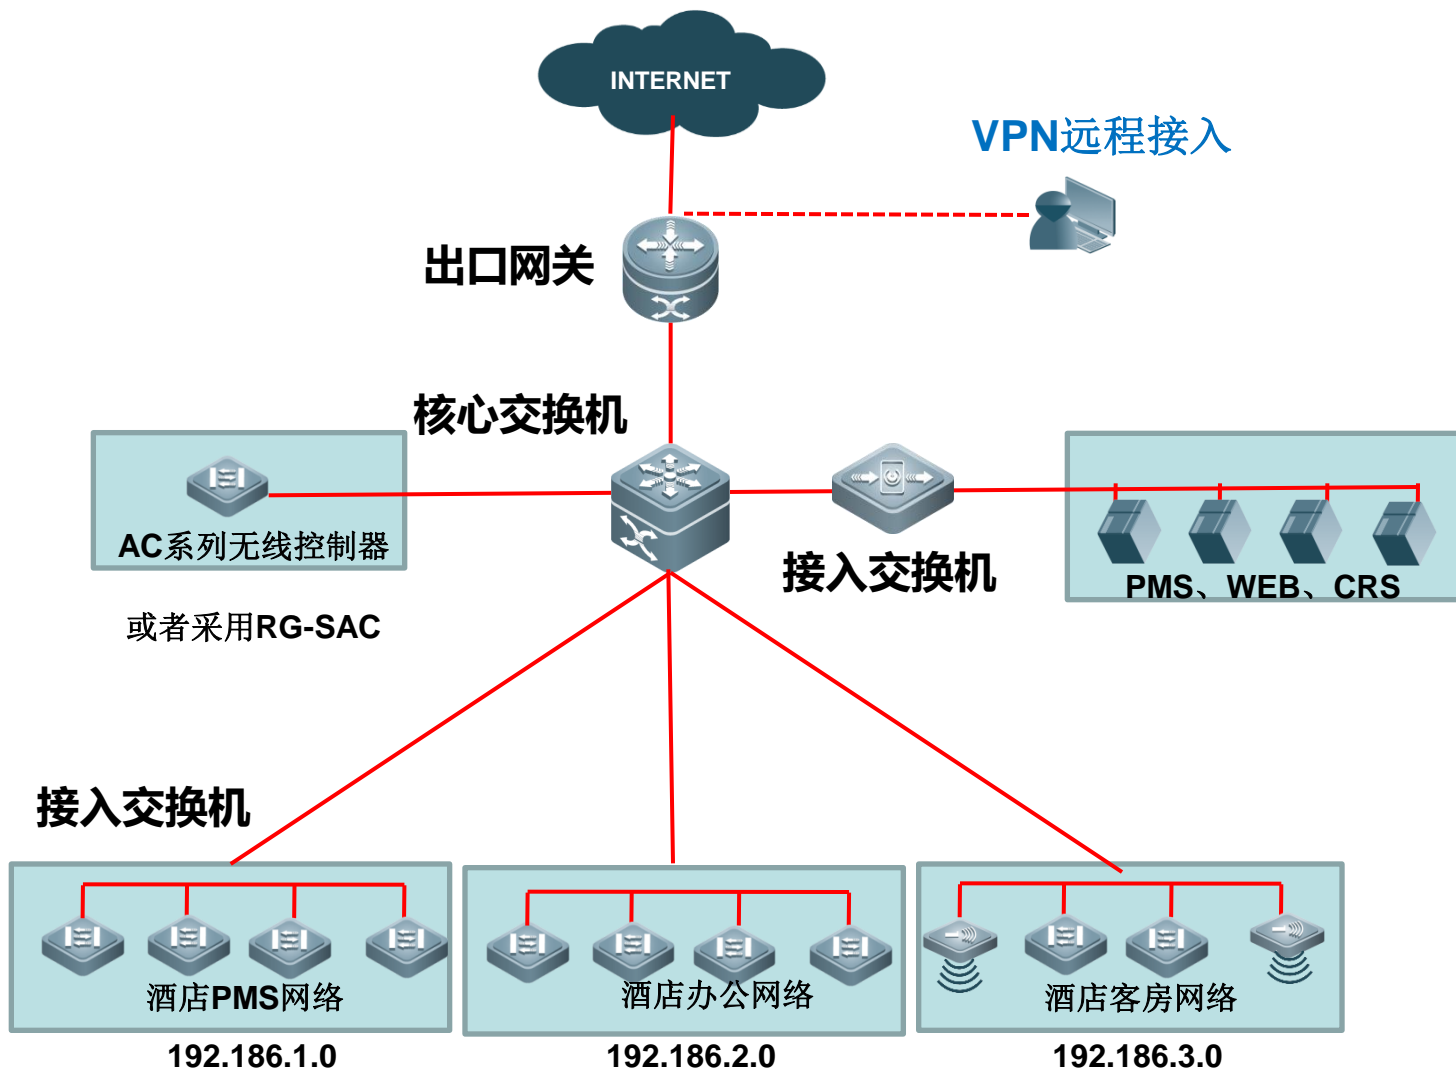 INTERNET
VPN远程接入
出口网关
核心交换机
AC系列无线控制器
或者采用RG-SAC
接入交换机
PMS、WEB、CRS
接入交换机
酒店PMS网络
酒店办公网络
酒店客房网络
192.186.1.0
192.186.2.0
192.186.3.0